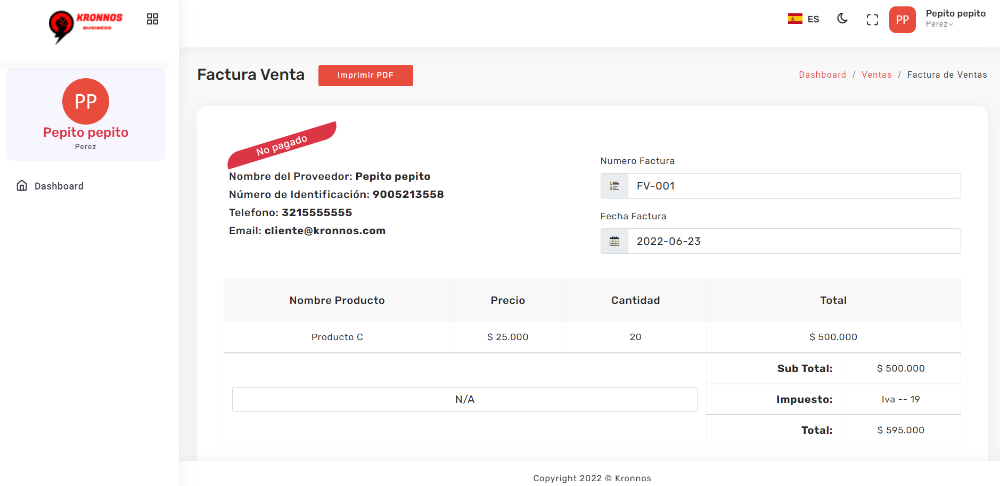 KRONNOS
BUSINESS
ES
PP
Pepito pepito
Perez
PP
Pepito pepito
Perez
Dashboard
Factura Venta
Imprimir PDF
Dashboard / Ventas / Factura de Ventas
No pagado
Nombre del Proveedor: Pepito pepito
Número de Identificación: 9005213558
Telefono: 3215555555
Email: cliente@kronnos.com
Numero Factura
FV-001
Fecha Factura
2022-06-23
Nombre Producto Precio Cantidad Total
Producto C $ 25.000 20 $ 500.000
Sub Total: $ 500.000
N/A
Impuesto: Iva -- 19
Total: $ 595.000
Copyright 2022 © Kronnos